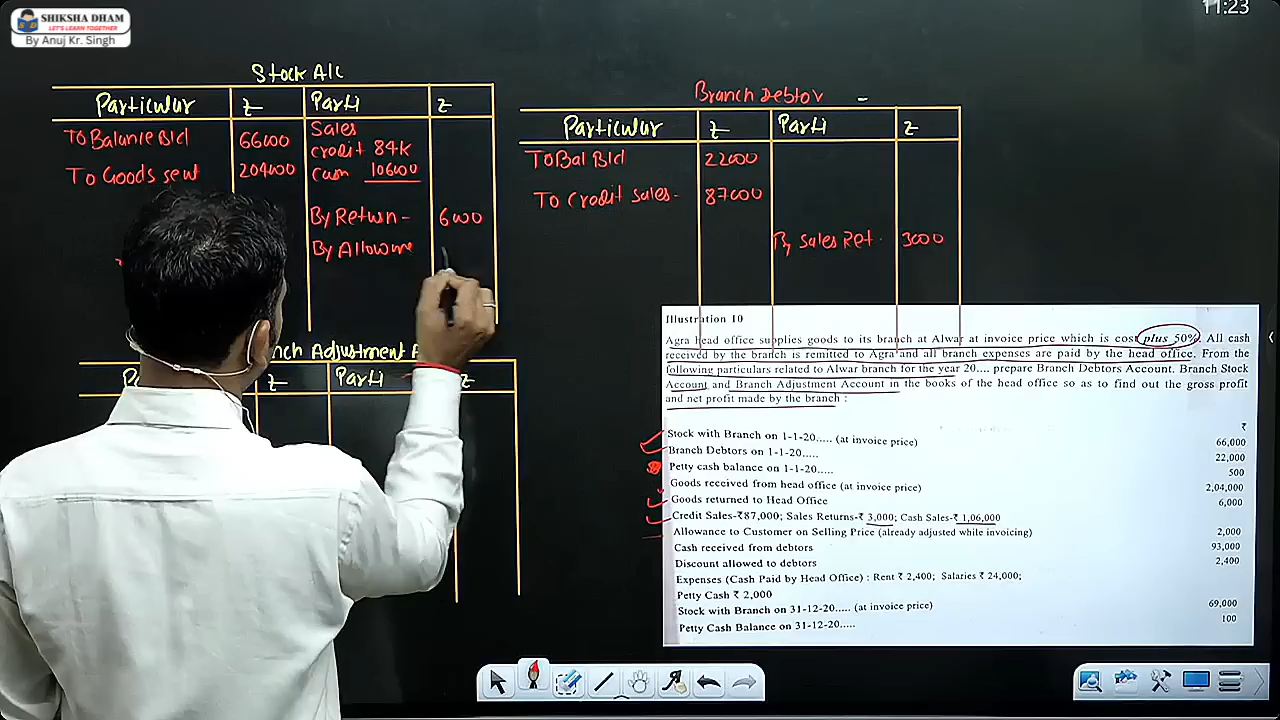 11:23
SHIKSHA DHAM
LET'S LEARN TOGETHER
By Anuj Kr. Singh
Stock A/c
Particular ₹ Parti ₹
To Balance B/d 66000 Sales
credit 84K
To Goods sent 204000 cash 106000
By Return - 6000
By Allowne
Branch Debtor -
Particular ₹ Parti ₹
To Bal B/d 22000
To Credit Sales - 87000
By Sales Ret. 3000
nch Adjustment A
₹ Parti ₹
Illustration 10
Agra head office supplies goods to its branch at Alwar at invoice price which is cost plus 50%. All cash
received by the branch is remitted to Agra and all branch expenses are paid by the head office. From the
following particulars related to Alwar branch for the year 20.... prepare Branch Debtors Account. Branch Stock
Account and Branch Adjustment Account in the books of the head office so as to find out the gross profit
and net profit made by the branch :
₹
Stock with Branch on 1-1-20..... (at invoice price) 66,000
Branch Debtors on 1-1-20..... 22,000
Petty cash balance on 1-1-20..... 500
Goods received from head office (at invoice price) 2,04,000
Goods returned to Head Office 6,000
Credit Sales-₹87,000; Sales Returns-₹ 3,000; Cash Sales-₹ 1,06,000
Allowance to Customer on Selling Price (already adjusted while invoicing) 2,000
Cash received from debtors 93,000
Discount allowed to debtors 2,400
Expenses (Cash Paid by Head Office) : Rent ₹ 2,400; Salaries ₹ 24,000;
Petty Cash ₹ 2,000
Stock with Branch on 31-12-20..... (at invoice price) 69,000
Petty Cash Balance on 31-12-20..... 100